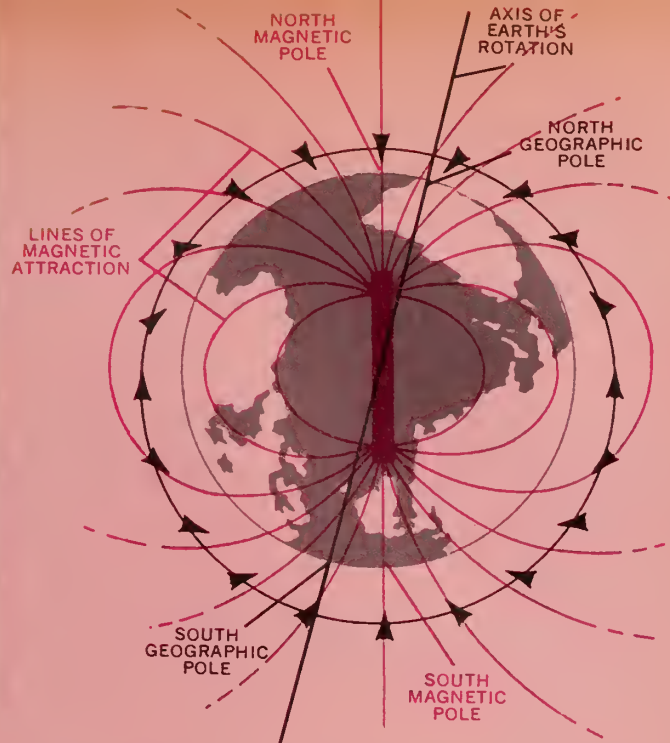 NORTH
MAGNETIC
POLE
AXIS OF
EARTH'S
ROTATION
NORTH
GEOGRAPHIC
POLE
LINES OF
MAGNETIC
ATTRACTION
SOUTH
GEOGRAPHIC
POLE
SOUTH
MAGNETIC
POLE